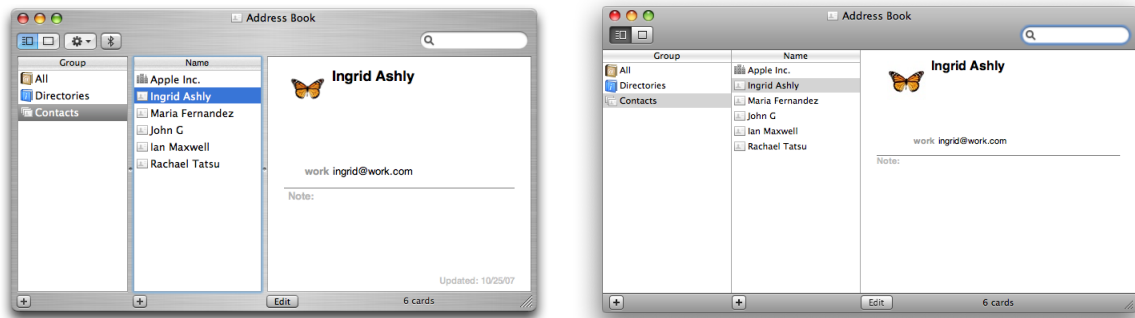 Address Book
Group
Name
All
Directories
Contacts
Apple Inc.
Ingrid Ashly
Maria Fernandez
John G
Ian Maxwell
Rachael Tatsu
Ingrid Ashly
work ingrid@work.com
Note:
Updated: 10/25/07
Edit
6 cards
Address Book
Group
Name
All
Directories
Contacts
Apple Inc.
Ingrid Ashly
Maria Fernandez
John G
Ian Maxwell
Rachael Tatsu
Ingrid Ashly
work ingrid@work.com
Note:
Edit
6 cards